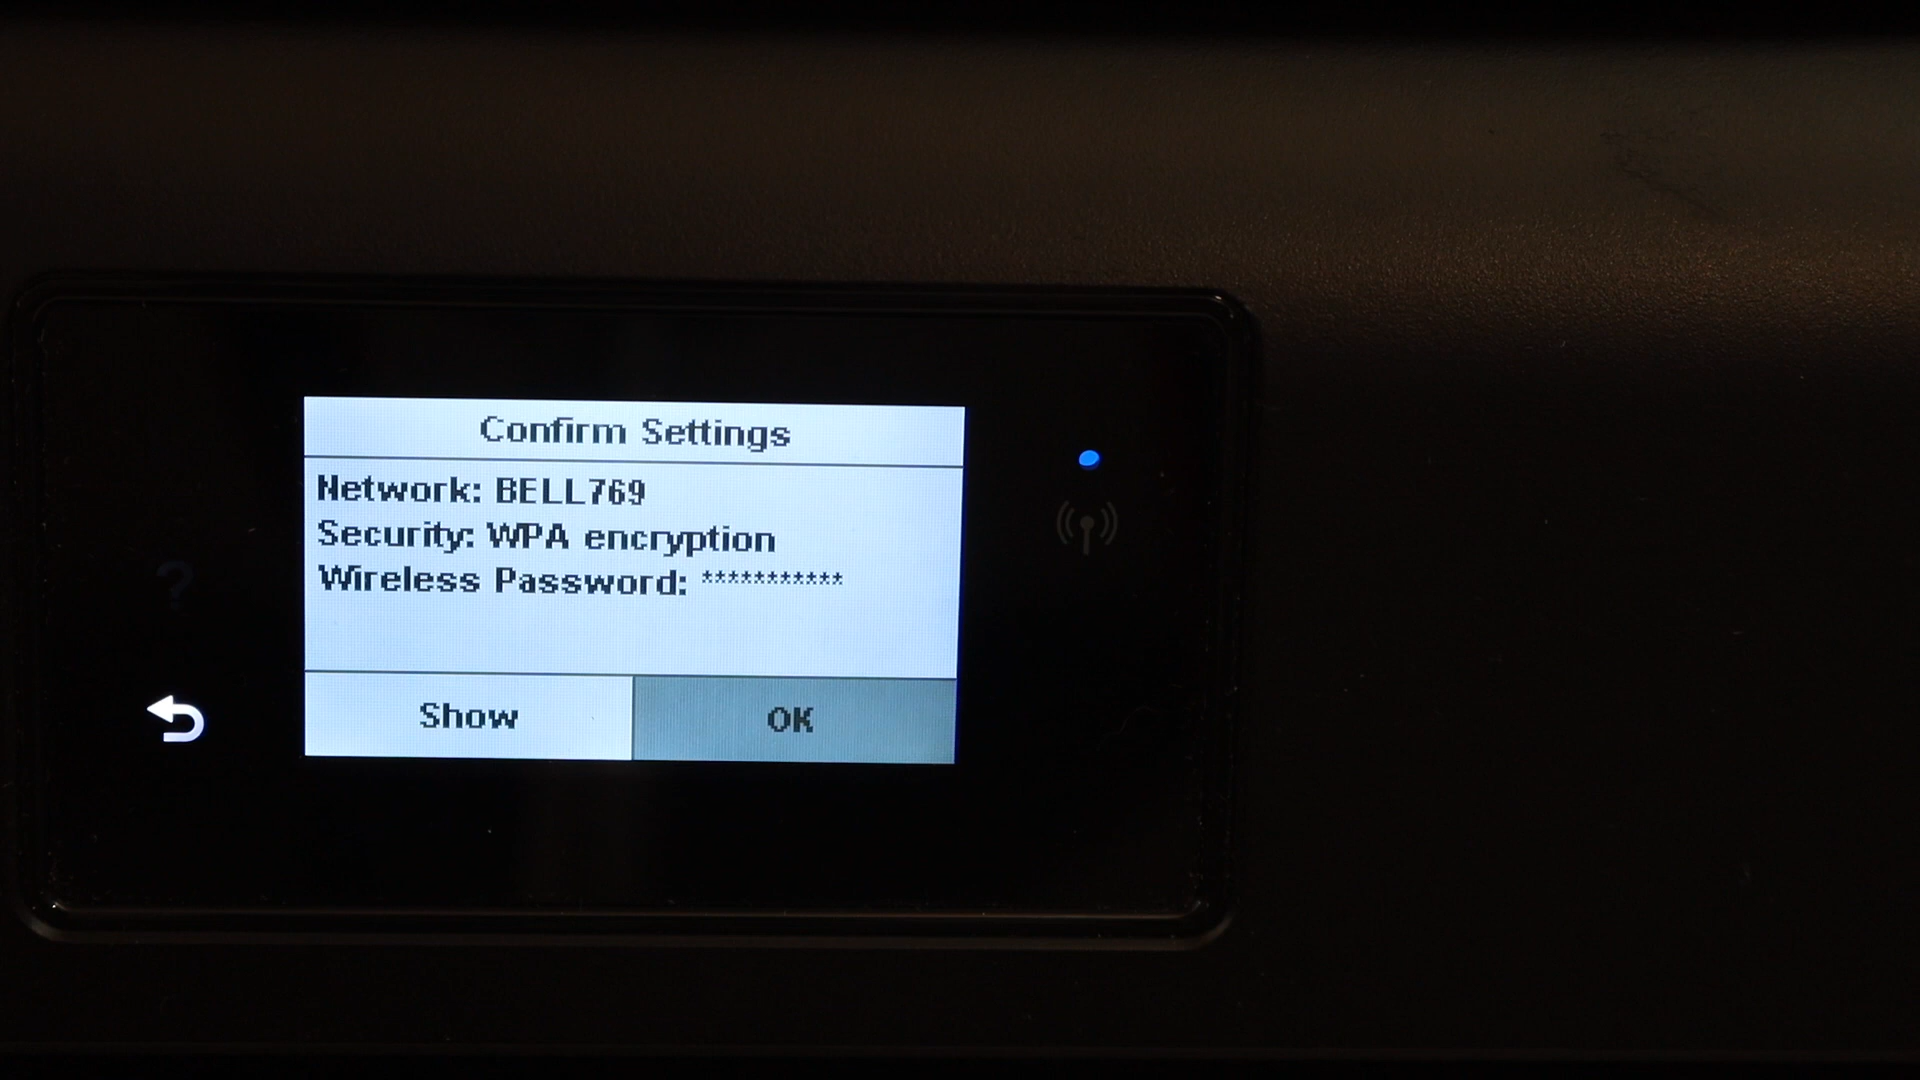 Confirm Settings
Network: BELL769
Security: WPA encryption
Wireless Password: ***********
Show
OK
?